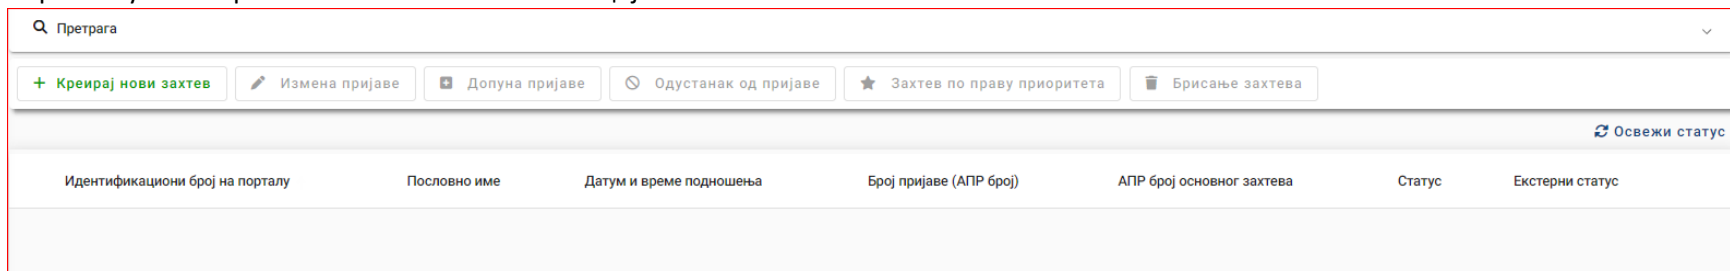 Претрага
Креирај нови захтев Измена пријаве Допуна пријаве Одустанак од пријаве Захтев по праву приоритета Брисање захтева
Освежи статус
Идентификациони број на порталу Пословно име Датум и време подношења Број пријаве (АПР број) АПР број основног захтева Статус Екстерни статус